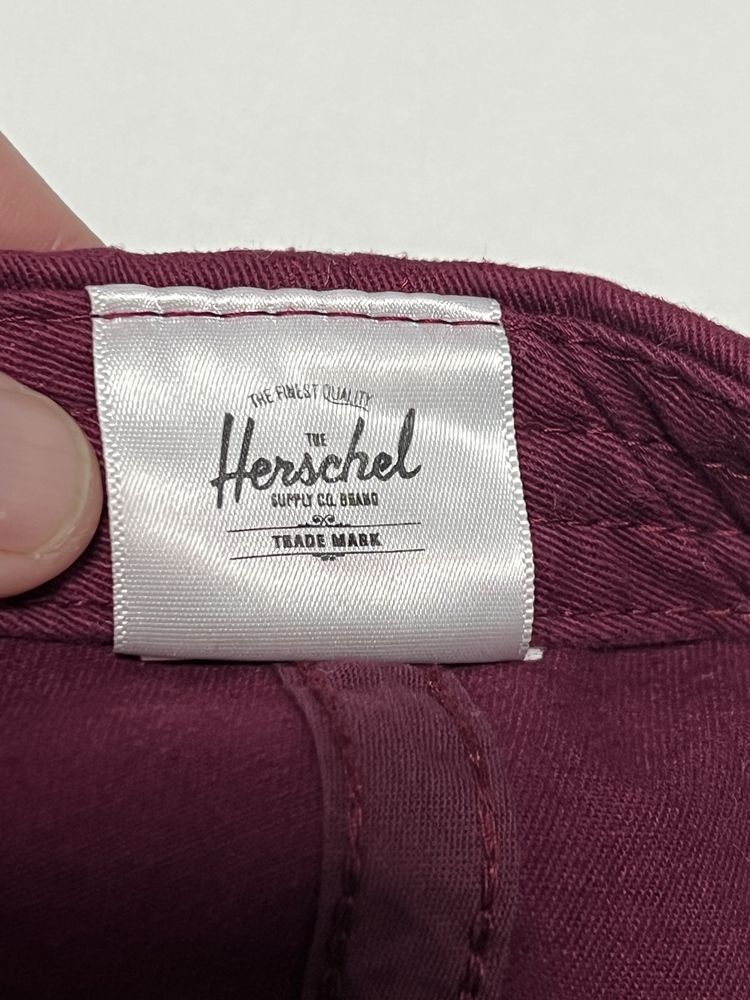 THE FINEST QUALITY
THE
Herschel
SUPPLY CO. BRAND
TRADE MARK